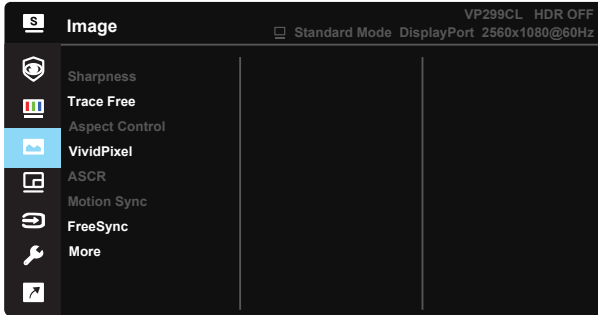 S
Image
VP299CL HDR OFF
Standard Mode DisplayPort 2560x1080@60Hz
Sharpness
Trace Free
Aspect Control
VividPixel
ASCR
Motion Sync
FreeSync
More